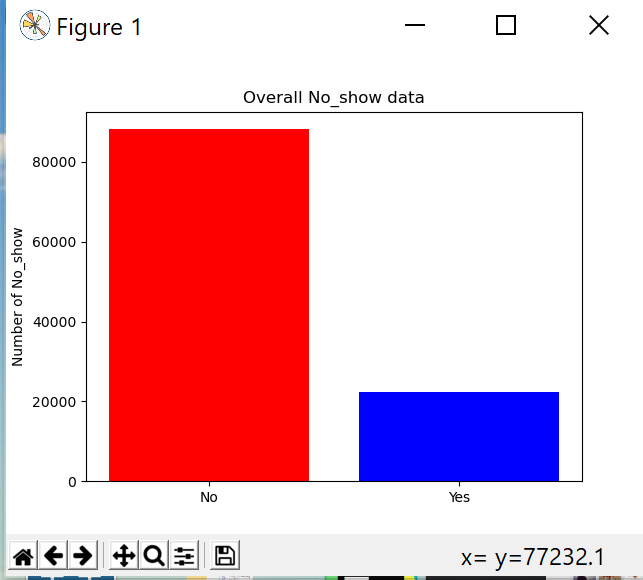 Figure 1
Overall No_show data
Number of No_show
80000
60000
40000
20000
0
No
Yes
x= y=77232.1